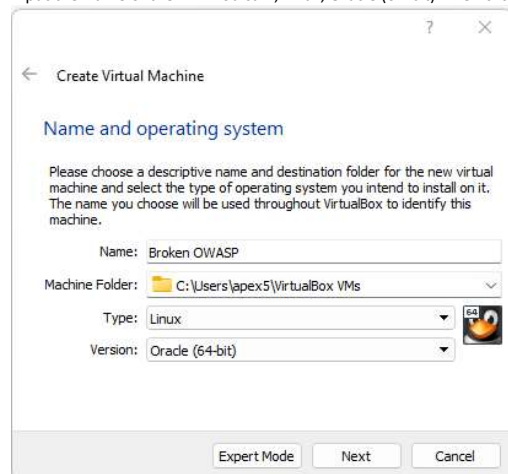 ?
Create Virtual Machine
Name and operating system
Please choose a descriptive name and destination folder for the new virtual
machine and select the type of operating system you intend to install on it.
The name you choose will be used throughout VirtualBox to identify this
machine.
Name: Broken OWASP
Machine Folder: C:\Users\apex5\VirtualBox VMs
Type: Linux
64
Version: Oracle (64-bit)
Expert Mode Next Cancel